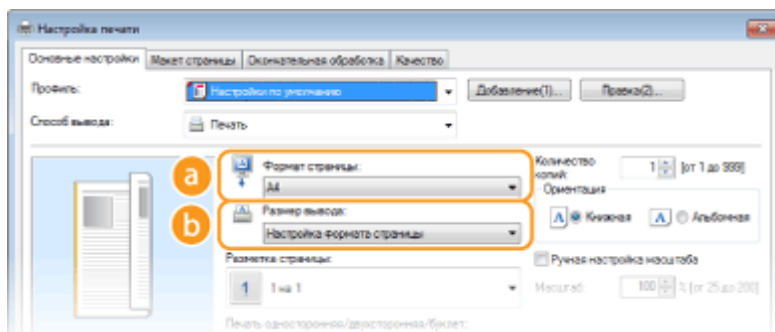 Настройка печати
Основные настройки Макет страницы Окончательная обработка Качество
Профиль: Настройки по умолчанию Добавление(1)... Правка(2)...
Способ вывода: Печать
a Формат страницы: Количество копий: 1 [от 1 до 999]
A4 Ориентация
b Размер вывода: A Книжная A Альбомная
Настройка формата страницы
Разметка страницы: Ручная настройка масштаба
1 1 на 1 Масштаб: 100 % [от 25 до 200]
Печать односторонняя/двухсторонняя/буклет: